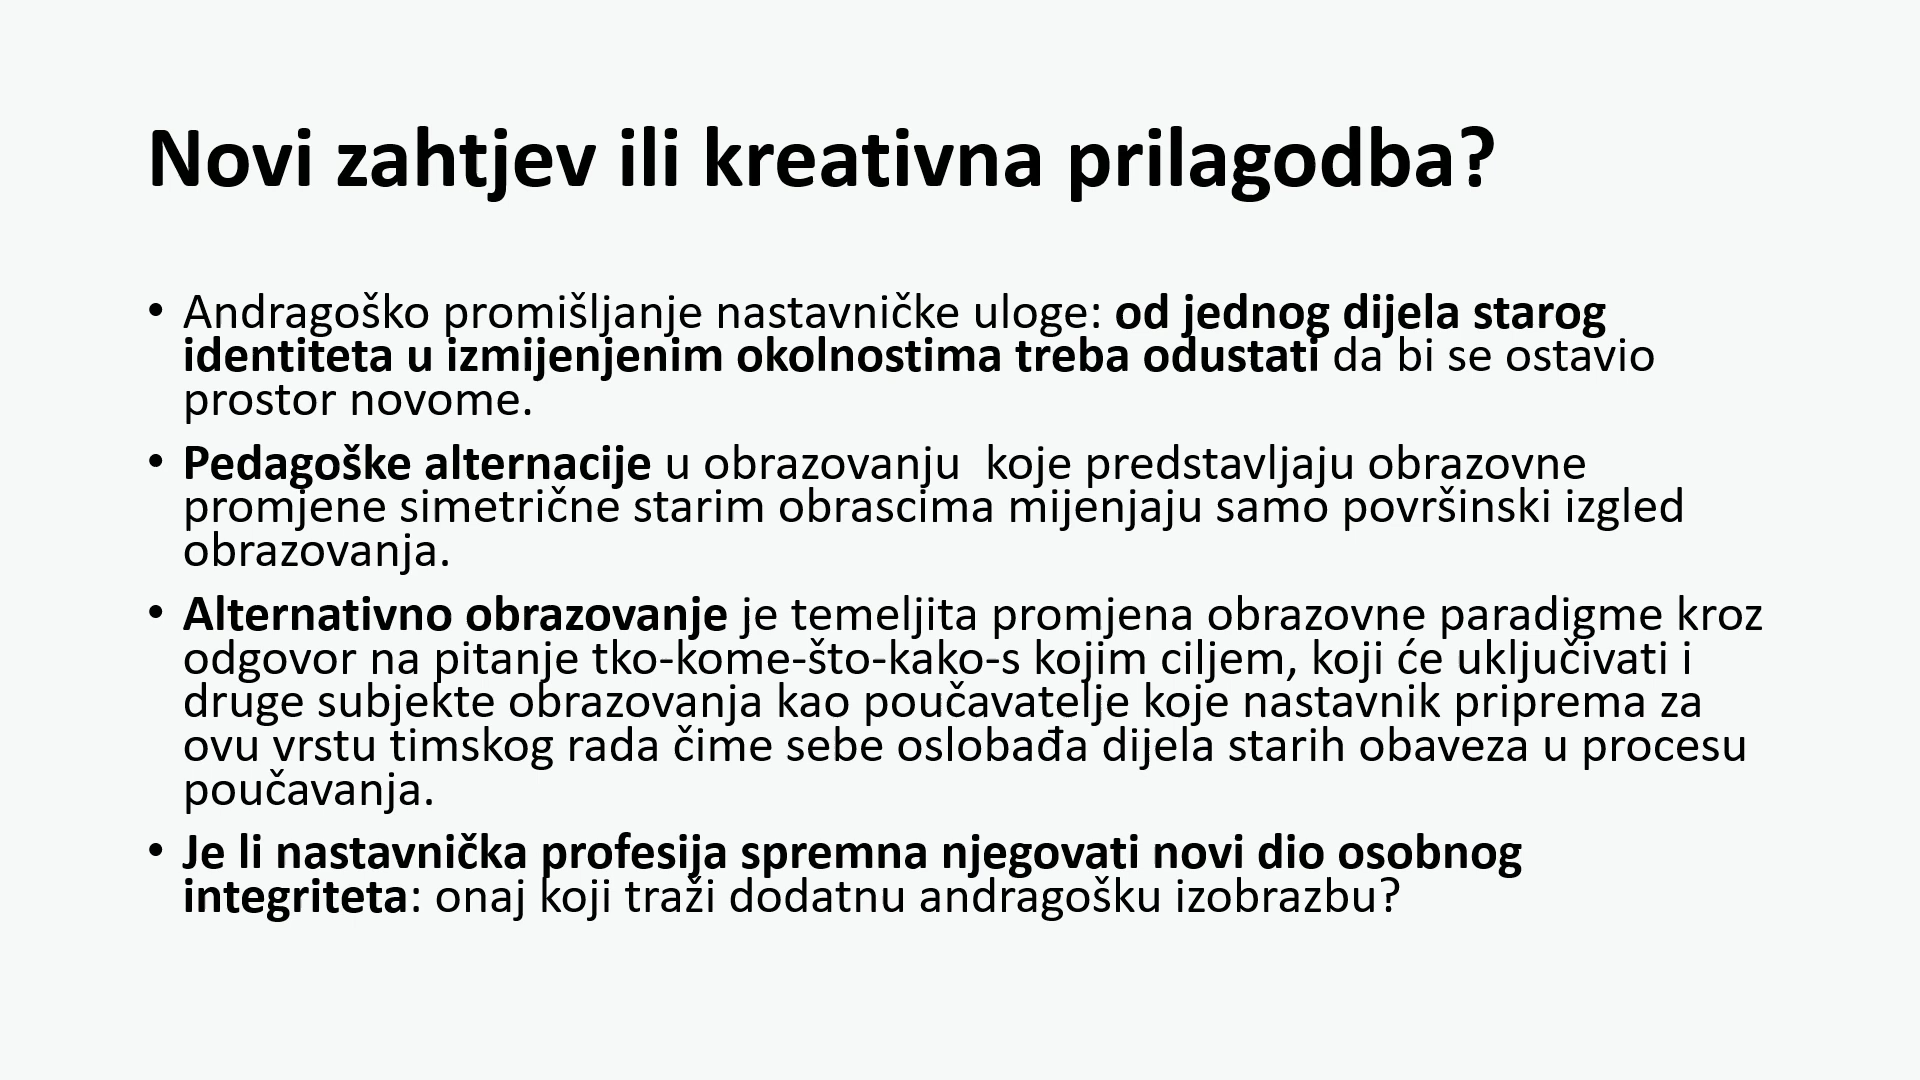 Novi zahtjev ili kreativna prilagodba?
• Andragoško promišljanje nastavničke uloge: od jednog dijela starog
identiteta u izmijenjenim okolnostima treba odustati da bi se ostavio
prostor novome.
• Pedagoške alternacije u obrazovanju  koje predstavljaju obrazovne
promjene simetrične starim obrascima mijenjaju samo površinski izgled
obrazovanja.
• Alternativno obrazovanje je temeljita promjena obrazovne paradigme kroz
odgovor na pitanje tko-kome-što-kako-s kojim ciljem, koji će uključivati i
druge subjekte obrazovanja kao poučavatelje koje nastavnik priprema za
ovu vrstu timskog rada čime sebe oslobađa dijela starih obaveza u procesu
poučavanja.
• Je li nastavnička profesija spremna njegovati novi dio osobnog
integriteta: onaj koji traži dodatnu andragošku izobrazbu?